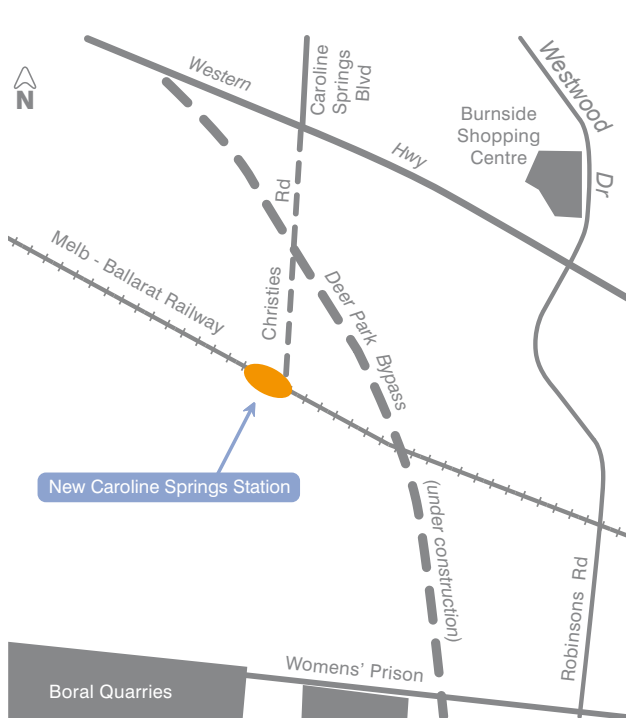 Western
Hwy
Caroline
Springs
Blvd
Westwood
Dr
N
Burnside
Shopping
Centre
Christies Rd
Melb - Ballarat Railway
Deer Park Bypass
(under construction)
New Caroline Springs Station
Robinsons Rd
Womens' Prison
Boral Quarries